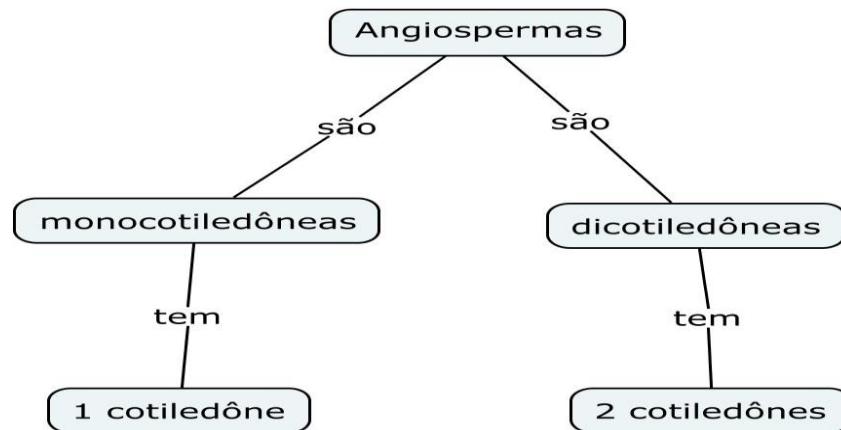 Angiospermas
são
são
monocotiledôneas
dicotiledôneas
tem
tem
1 cotiledône
2 cotiledônes